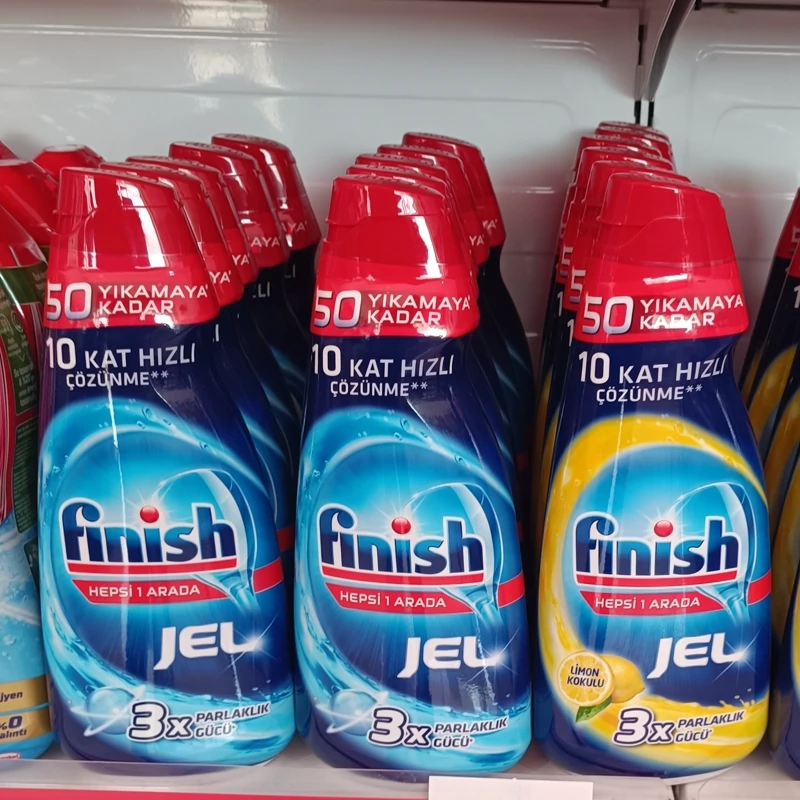 50 YIKAMAYA*
KADAR
10 KAT HIZLI
ÇÖZÜNME**
finish
HEPSİ 1 ARADA
JEL
3x PARLAKLIK
GÜCÜ*
50 YIKAMAYA*
KADAR
10 KAT HIZLI
ÇÖZÜNME**
finish
HEPSİ 1 ARADA
JEL
3x PARLAKLIK
GÜCÜ*
50 YIKAMAYA*
KADAR
10 KAT HIZLI
ÇÖZÜNME**
finish
HEPSİ 1 ARADA
JEL
LİMON
KOKULU
3x PARLAKLIK
GÜCÜ*